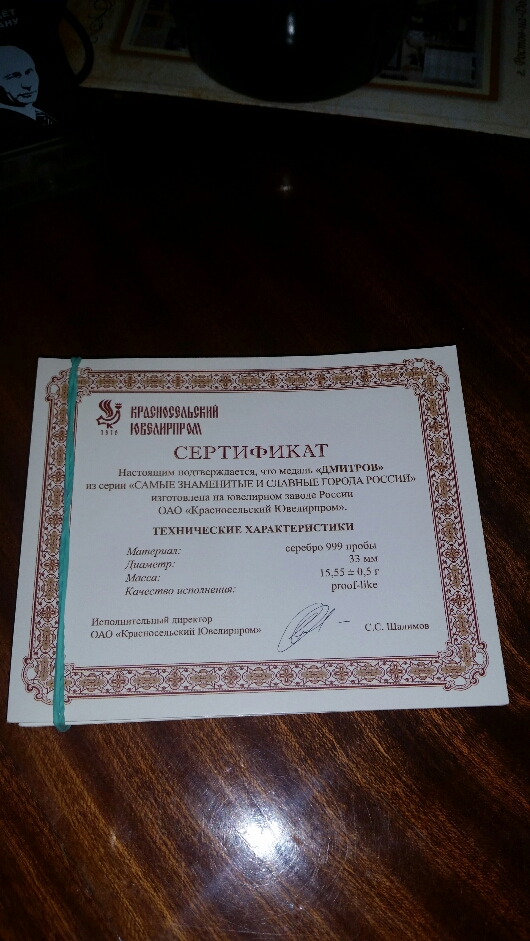 КРАСНОСЕЛЬСКИЙ
ЮВЕЛИРПРОМ
1919
СЕРТИФИКАТ
Настоящим подтверждается, что медаль «ДМИТРОВ»
из серии «САМЫЕ ЗНАМЕНИТЫЕ И СЛАВНЫЕ ГОРОДА РОССИИ»
изготовлена на ювелирном заводе России
ОАО «Красносельский Ювелирпром».
ТЕХНИЧЕСКИЕ ХАРАКТЕРИСТИКИ
Материал: серебро 999 пробы
Диаметр: 33 мм
Масса: 15,55 ± 0,5 г
Качество исполнения: proof-like
Исполнительный директор
ОАО «Красносельский Ювелирпром» С.С. Шалимов